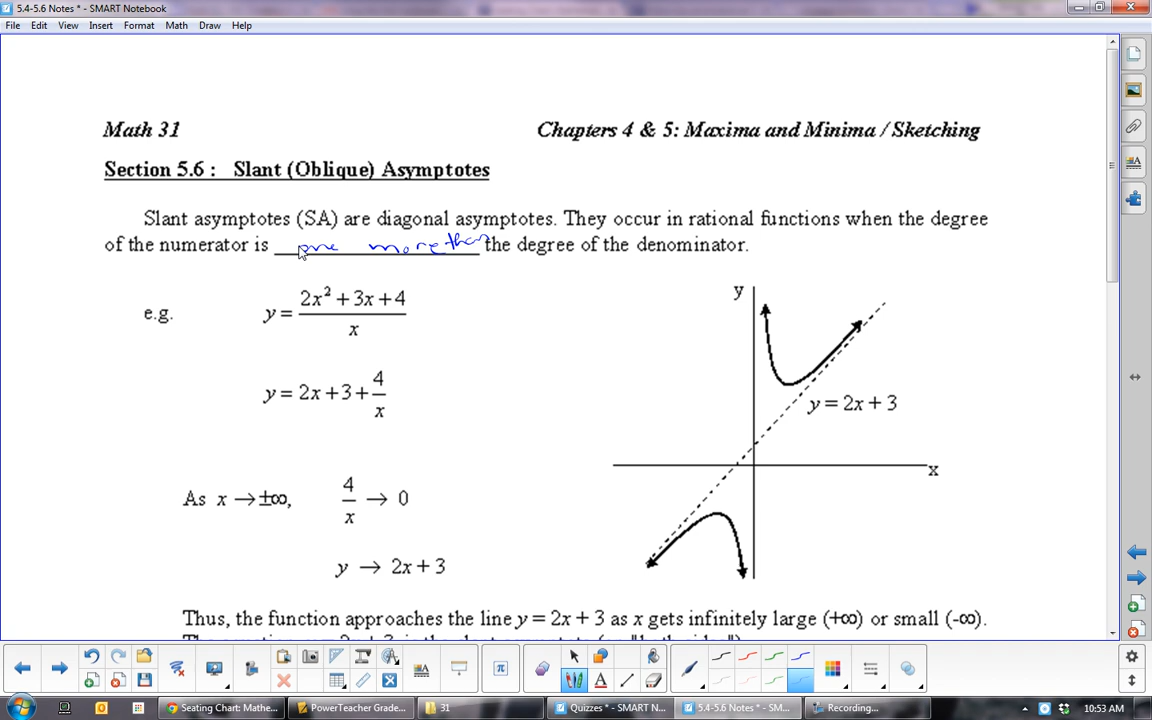 5.4-5.6 Notes * - SMART Notebook
File Edit View Insert Format Math Draw Help
Math 31 Chapters 4 & 5: Maxima and Minima / Sketching
Section 5.6 : Slant (Oblique) Asymptotes
Slant asymptotes (SA) are diagonal asymptotes. They occur in rational functions when the degree
of the numerator is one more than the degree of the denominator.
e.g. y = (2x² + 3x + 4)/x
y = 2x + 3 + 4/x
As x → ±∞, 4/x → 0
y → 2x + 3
y
y = 2x + 3
x
Thus, the function approaches the line y = 2x + 3 as x gets infinitely large (+∞) or small (-∞).
Seating Chart: Mathe... PowerTeacher Grade... 31 Quizzes * - SMART N... 5.4-5.6 Notes * - SM... Recording... 10:53 AM